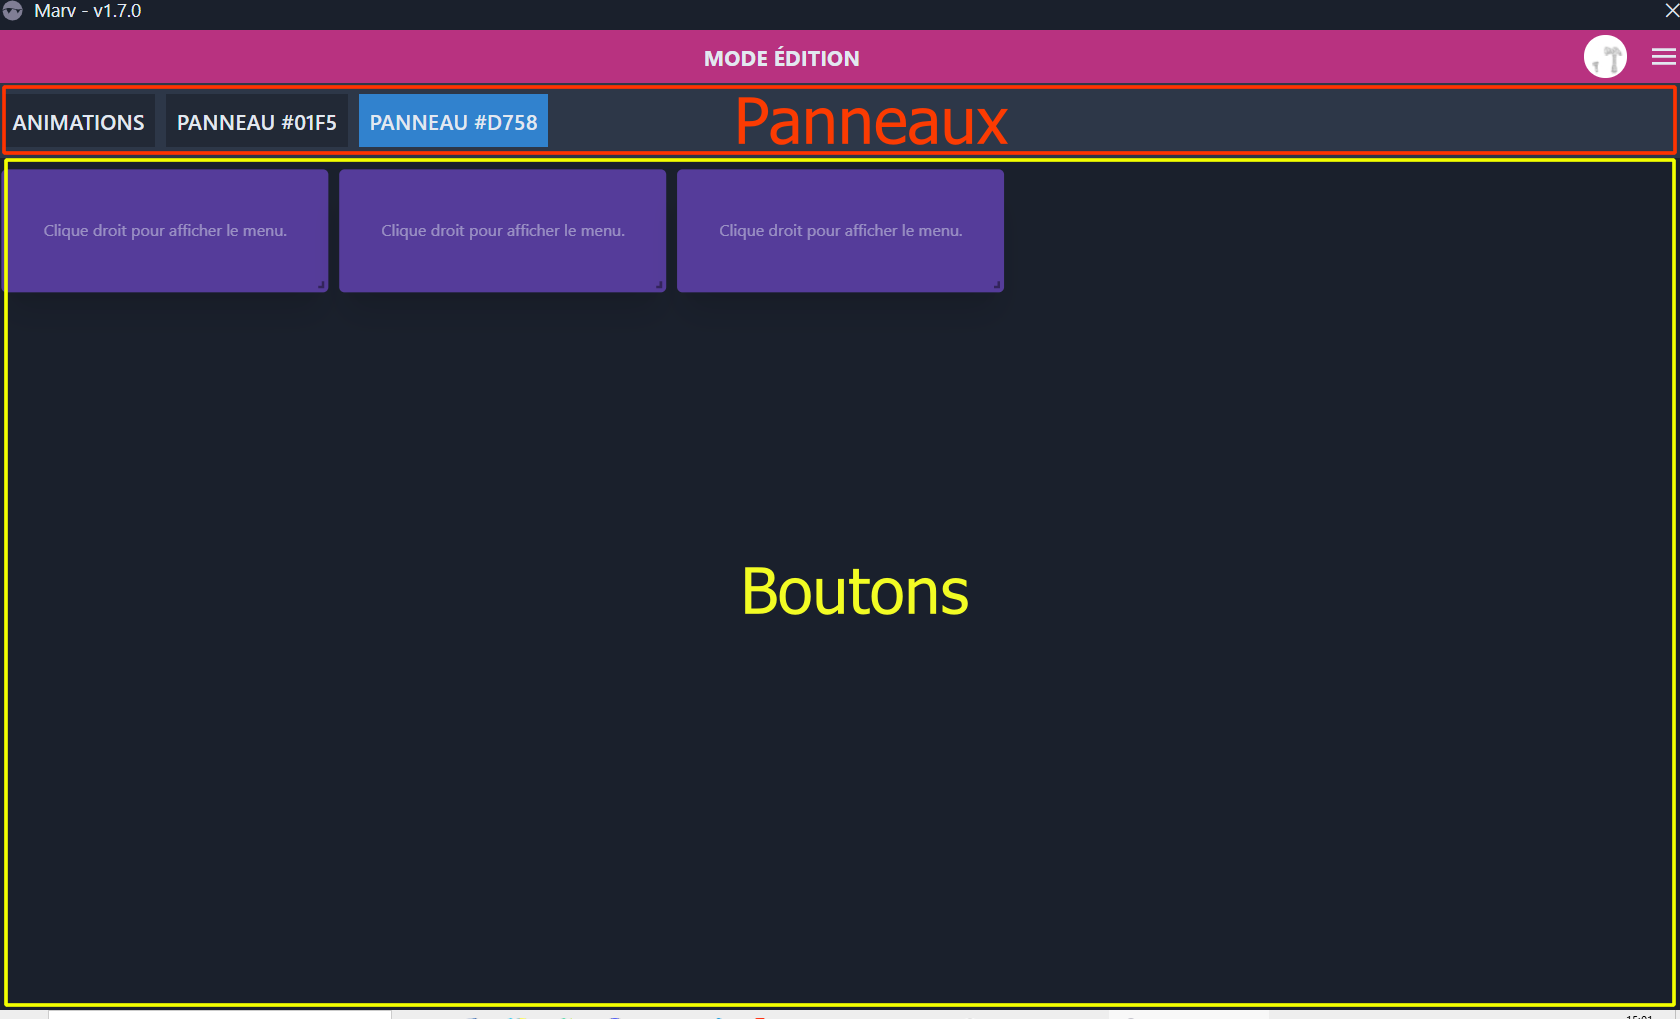 Marv - v1.7.0
MODE ÉDITION
ANIMATIONS PANNEAU #01F5 PANNEAU #D758 Panneaux
Clique droit pour afficher le menu. Clique droit pour afficher le menu. Clique droit pour afficher le menu.
Boutons